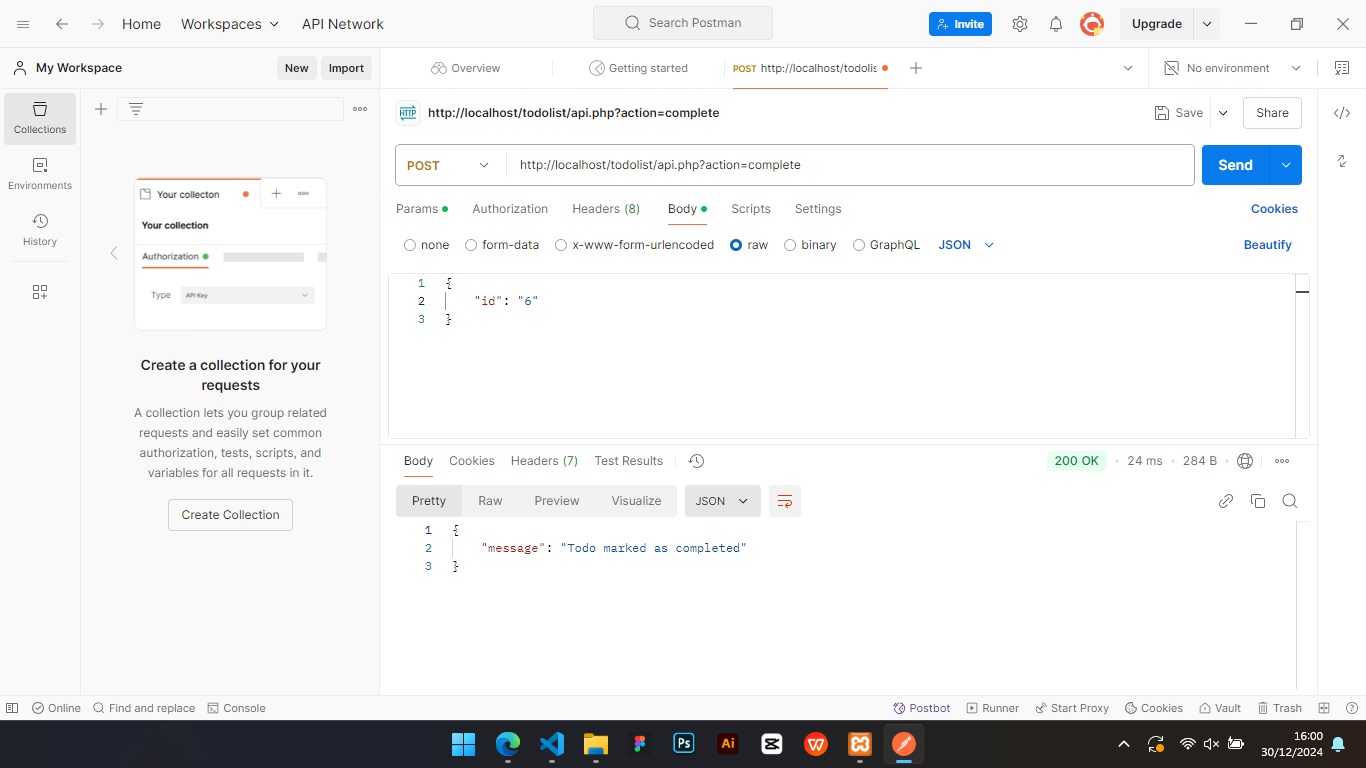 Home Workspaces API Network Search Postman Invite Upgrade
My Workspace New Import Overview Getting started POST http://localhost/todolis No environment
Collections
Environments
History
Your collecton
Your collection
Authorization
Type API Key
Create a collection for your
requests
A collection lets you group related
requests and easily set common
authorization, tests, scripts, and
variables for all requests in it.
Create Collection
HTTP http://localhost/todolist/api.php?action=complete Save Share
POST http://localhost/todolist/api.php?action=complete Send
Params Authorization Headers (8) Body Scripts Settings Cookies
none form-data x-www-form-urlencoded raw binary GraphQL JSON Beautify
1 {
2 "id": "6"
3 }
Body Cookies Headers (7) Test Results 200 OK 24 ms 284 B
Pretty Raw Preview Visualize JSON
1 {
2 "message": "Todo marked as completed"
3 }
Online Find and replace Console Postbot Runner Start Proxy Cookies Vault Trash
Ps Ai
16:00
30/12/2024